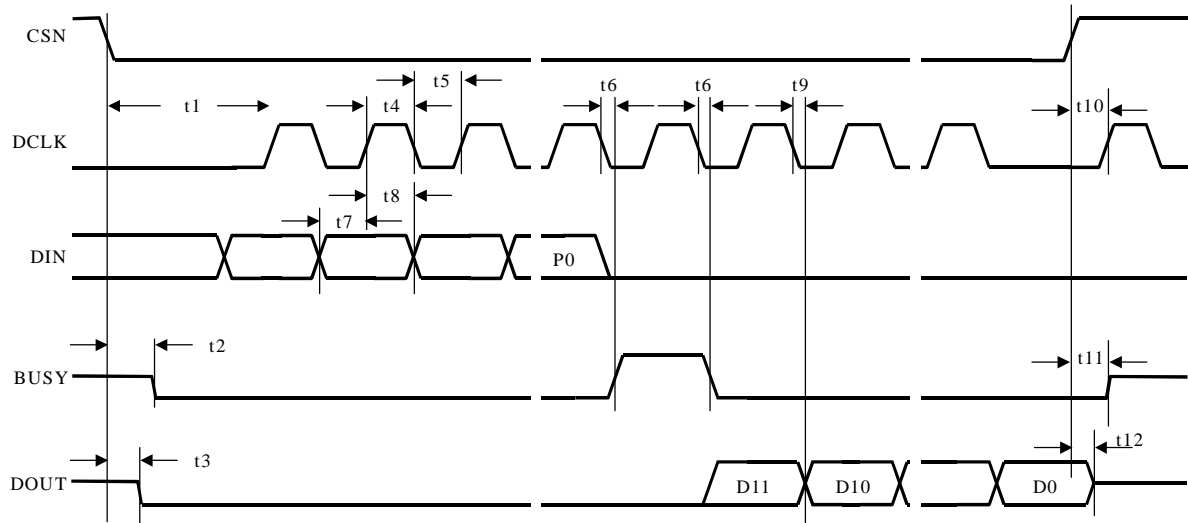 CSN
t5 t6 t6 t9
t1 t4 t10
DCLK
t8
t7
DIN P0
t2 t11
BUSY
t3 t12
DOUT D11 D10 D0